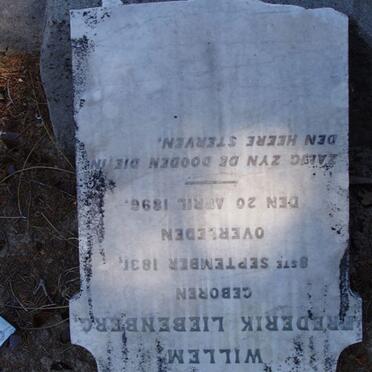 WILLEM
FREDERIK LIEBENBERG
GEBOREN
8STE SEPTEMBER 1831,
OVERLEDEN
DEN 20 APRIL 1896.
ZALIG ZYN DE DOODEN DIE IN
DEN HEERE STERVEN.